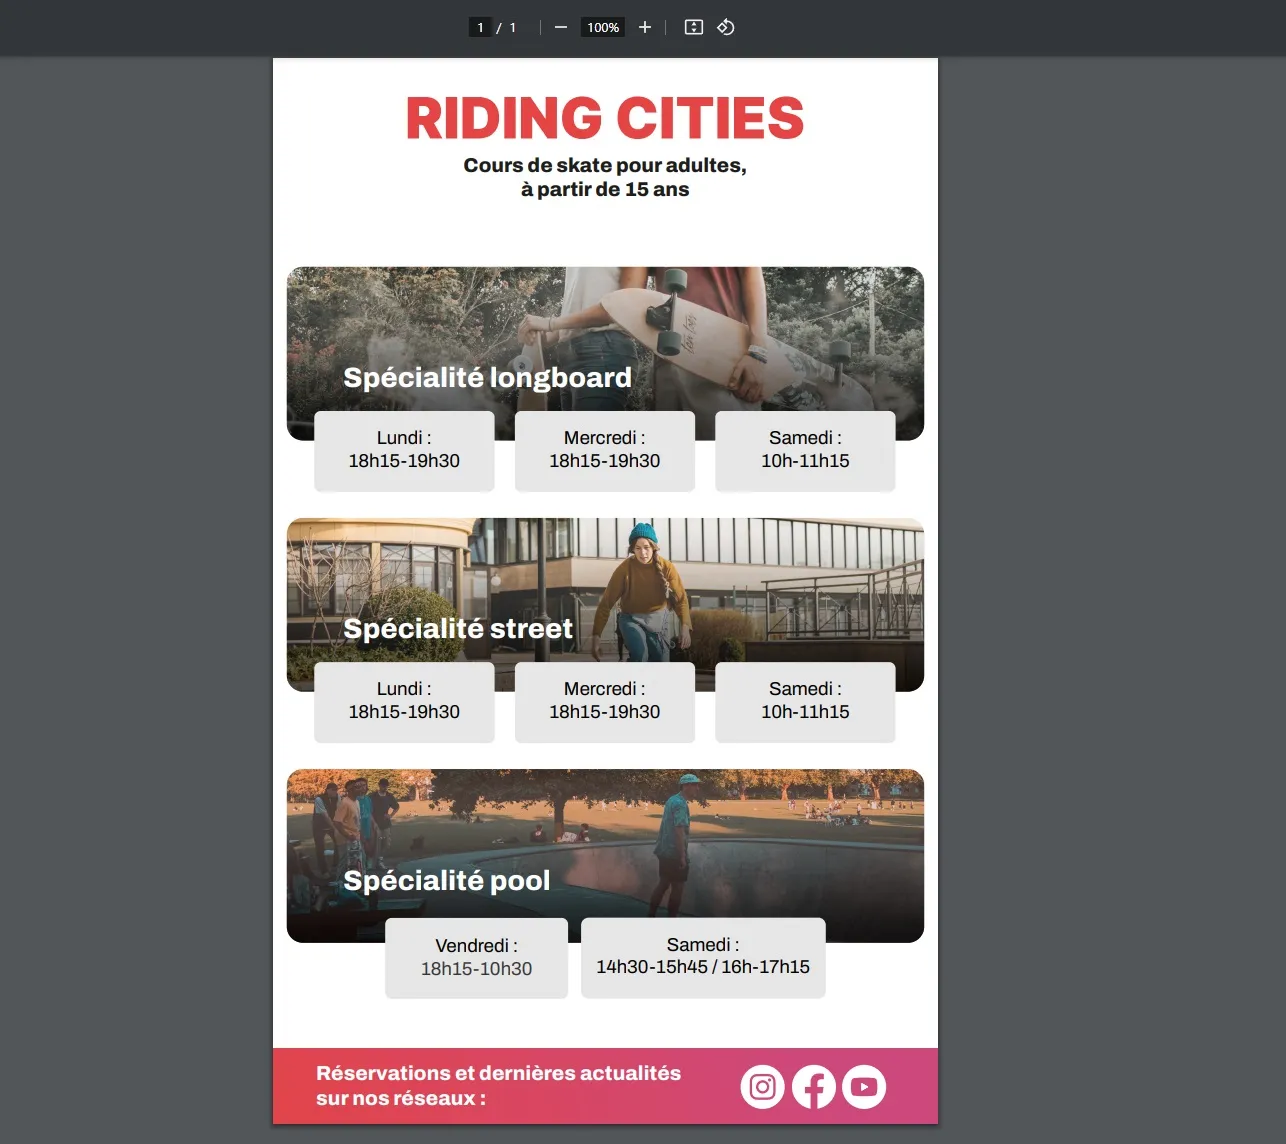 1 / 1 100%
RIDING CITIES
Cours de skate pour adultes,
à partir de 15 ans
Spécialité longboard
Lundi :
18h15-19h30
Mercredi :
18h15-19h30
Samedi :
10h-11h15
Spécialité street
Lundi :
18h15-19h30
Mercredi :
18h15-19h30
Samedi :
10h-11h15
Spécialité pool
Vendredi :
18h15-10h30
Samedi :
14h30-15h45 / 16h-17h15
Réservations et dernières actualités
sur nos réseaux :